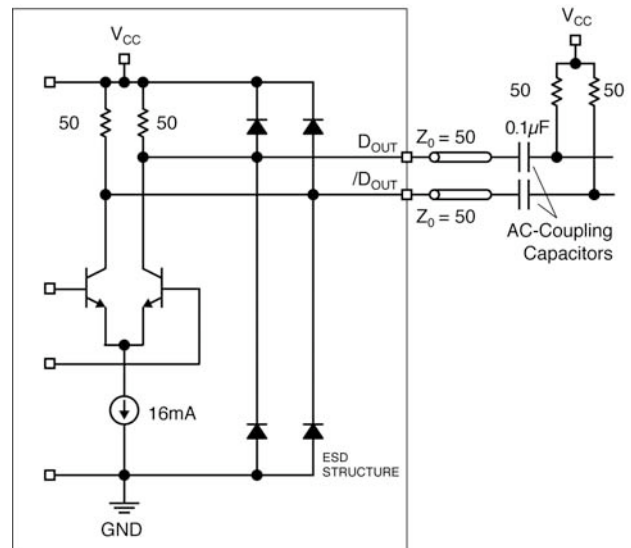 V_CC
V_CC
50
50
50
50
0.1µF
D_OUT
Z_0 = 50
/D_OUT
Z_0 = 50
AC-Coupling
Capacitors
16mA
ESD
STRUCTURE
GND